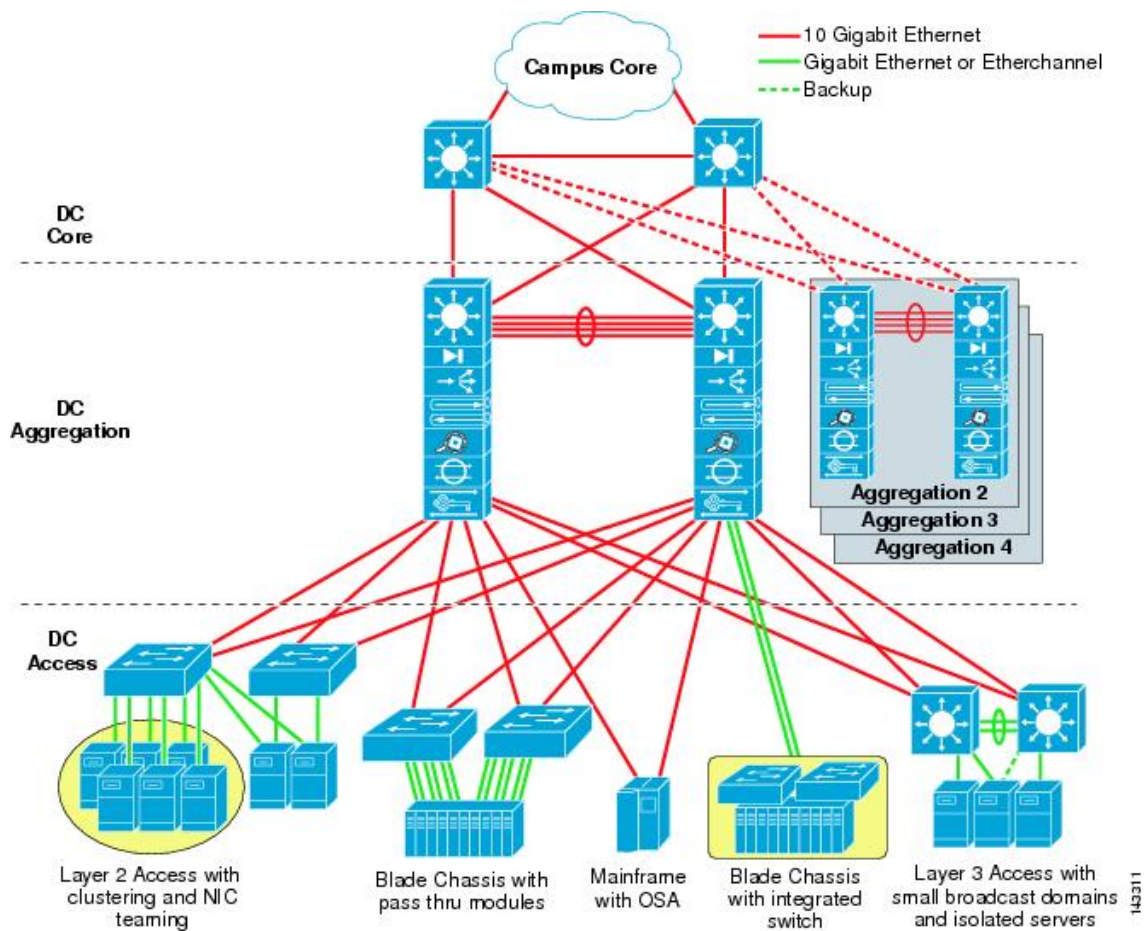 10 Gigabit Ethernet
Gigabit Ethernet or Etherchannel
Backup
Campus Core
DC
Core
DC
Aggregation
Aggregation 2
Aggregation 3
Aggregation 4
DC
Access
Layer 2 Access with
clustering and NIC
teaming
Blade Chassis with
pass thru modules
Mainframe
with OSA
Blade Chassis
with integrated
switch
Layer 3 Access with
small broadcast domains
and isolated servers
143311